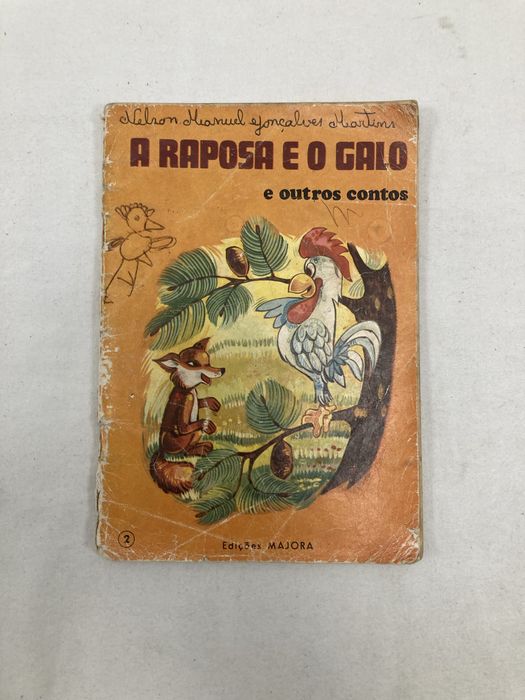 Nelson Manuel Gonçalves Martins
A RAPOSA E O GALO
e outros contos
2
Edições MAJORA